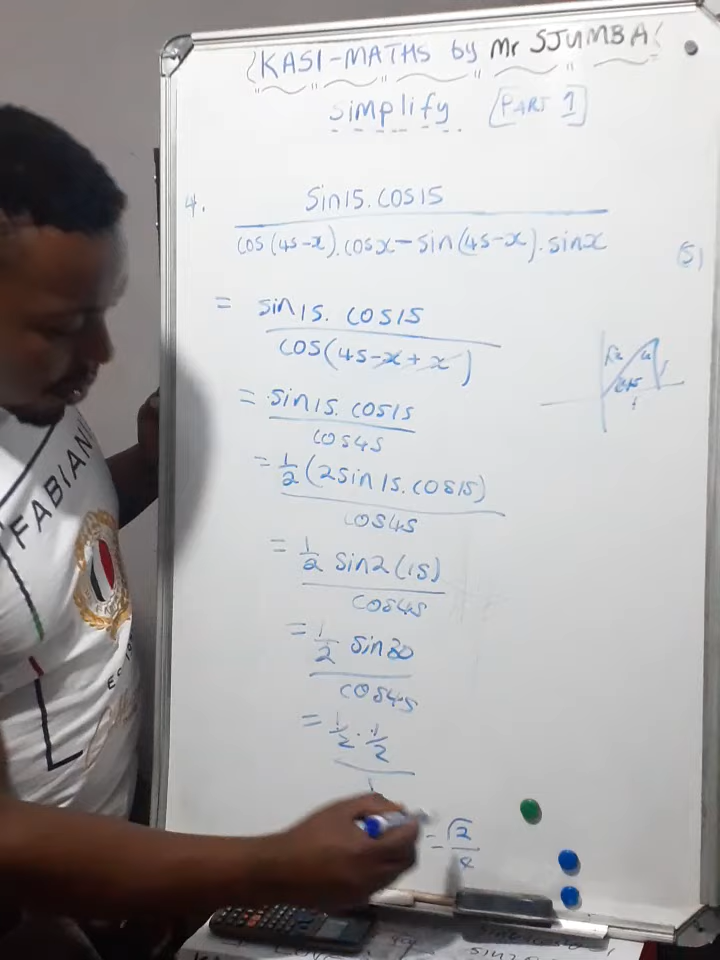 KASI-MATHS by Mr SJUMBA
Simplify [PART 1]
4. Sin15.COS15
cos(45-x).cosx-sin(45-x).sinx
(5)
= sin15. COS15
cos(45-x+x)
= sin15. cos15
cos45
= 1/2 (2sin15.cos15)
cos45
= 1/2 sin2(15)
cos45
= 1/2 sin30
cos45
= 1/2 . 1/2
= √2/4
FABIANI